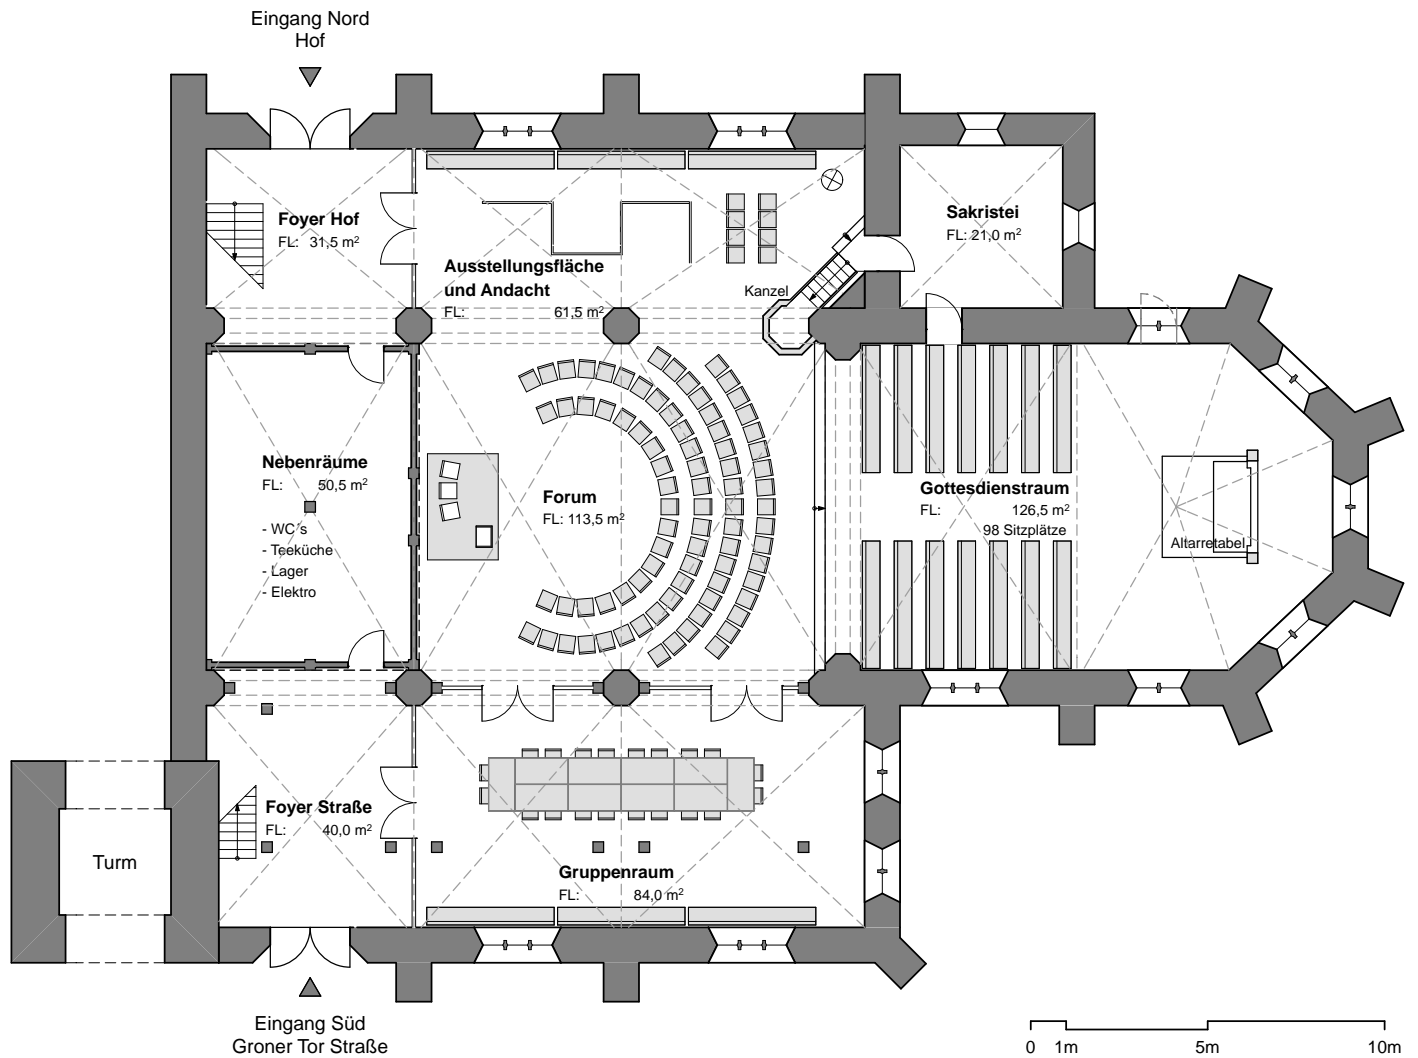 Eingang Nord
Hof
Foyer Hof
FL: 31,5 m²
Sakristei
FL: 21,0 m²
Ausstellungsfläche
und Andacht
FL: 61,5 m²
Kanzel
Nebenräume
FL: 50,5 m²
- WC´s
- Teeküche
- Lager
- Elektro
Forum
FL: 113,5 m²
Gottesdienstraum
FL: 126,5 m²
98 Sitzplätze
Altarretabel
Foyer Straße
FL: 40,0 m²
Turm
Gruppenraum
FL: 84,0 m²
Eingang Süd
Groner Tor Straße
0 1m 5m 10m